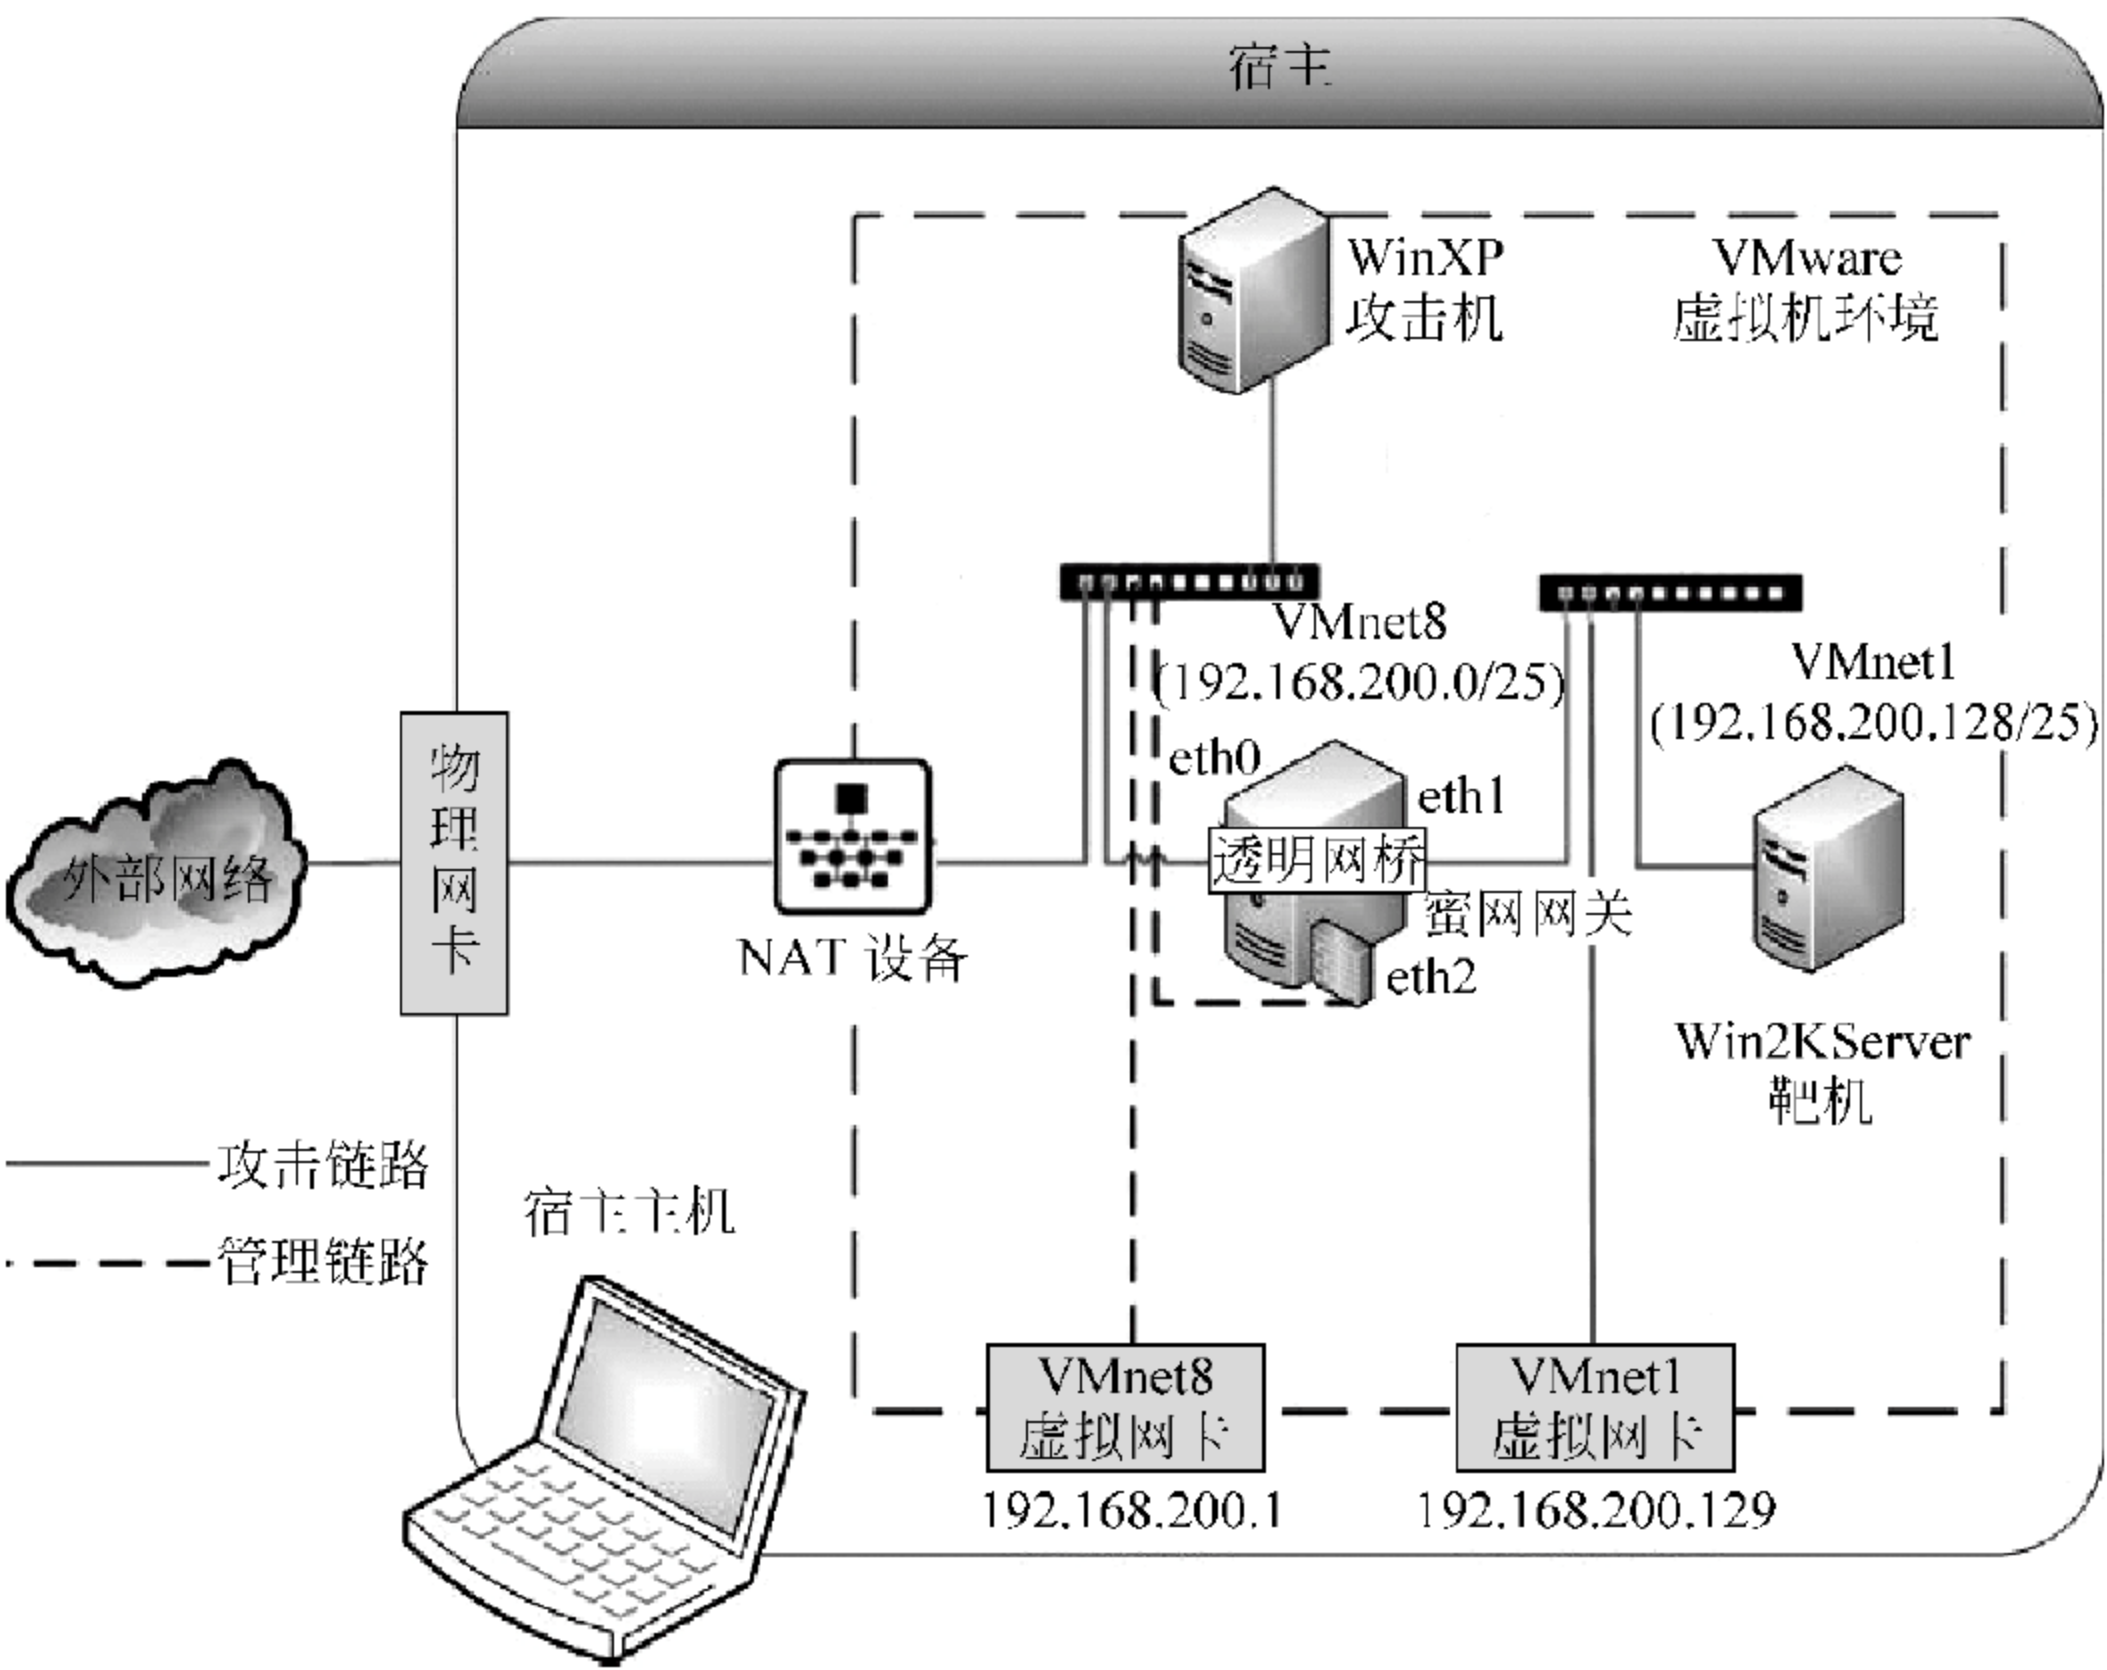 宿主
WinXP
攻击机
VMware
虚拟机环境
VMnet8
(192.168.200.0/25)
VMnet1
(192.168.200.128/25)
物理网卡
eth0
eth1
外部网络
透明网桥
蜜网网关
NAT 设备
eth2
Win2KServer
靶机
攻击链路
管理链路
宿主主机
VMnet8
虚拟网卡
192.168.200.1
VMnet1
虚拟网卡
192.168.200.129